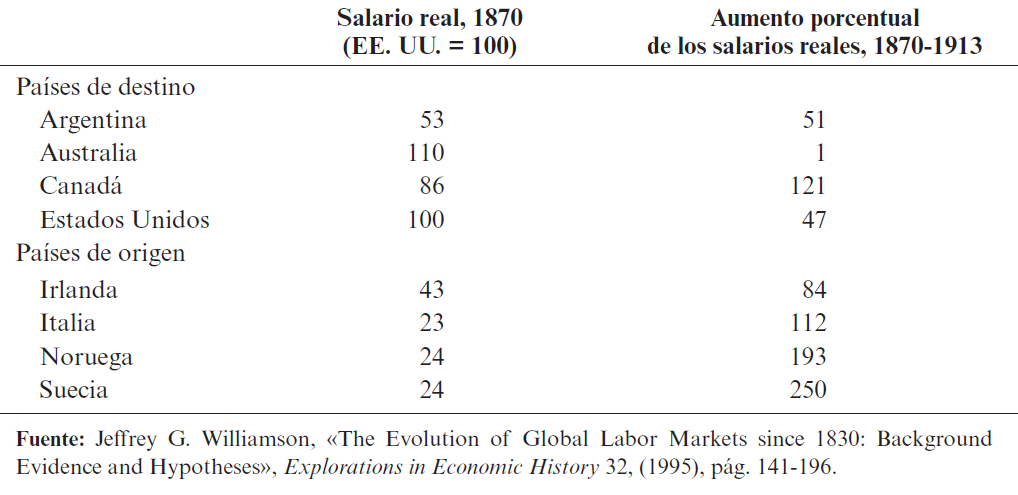 Salario real, 1870 Aumento porcentual
(EE. UU. = 100) de los salarios reales, 1870-1913
Países de destino
Argentina 53 51
Australia 110 1
Canadá 86 121
Estados Unidos 100 47
Países de origen
Irlanda 43 84
Italia 23 112
Noruega 24 193
Suecia 24 250
Fuente: Jeffrey G. Williamson, «The Evolution of Global Labor Markets since 1830: Background
Evidence and Hypotheses», Explorations in Economic History 32, (1995), pág. 141-196.